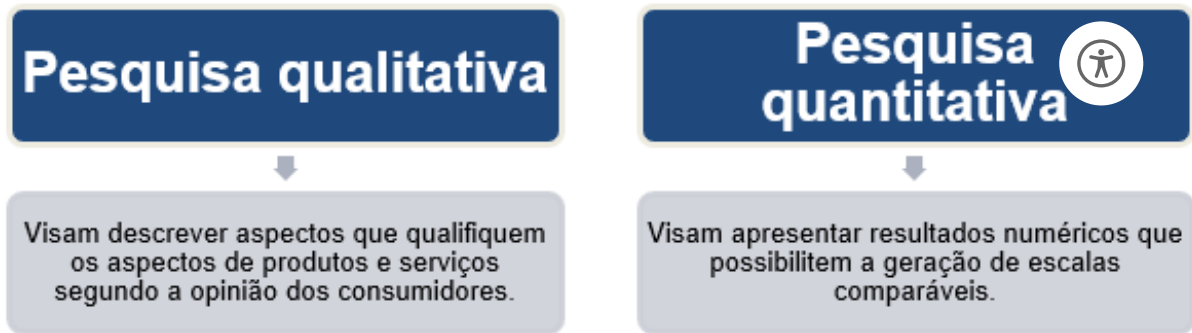 Pesquisa qualitativa
Visam descrever aspectos que qualifiquem
os aspectos de produtos e serviços
segundo a opinião dos consumidores.
Pesquisa
quantitativa
Visam apresentar resultados numéricos que
possibilitem a geração de escalas
comparáveis.